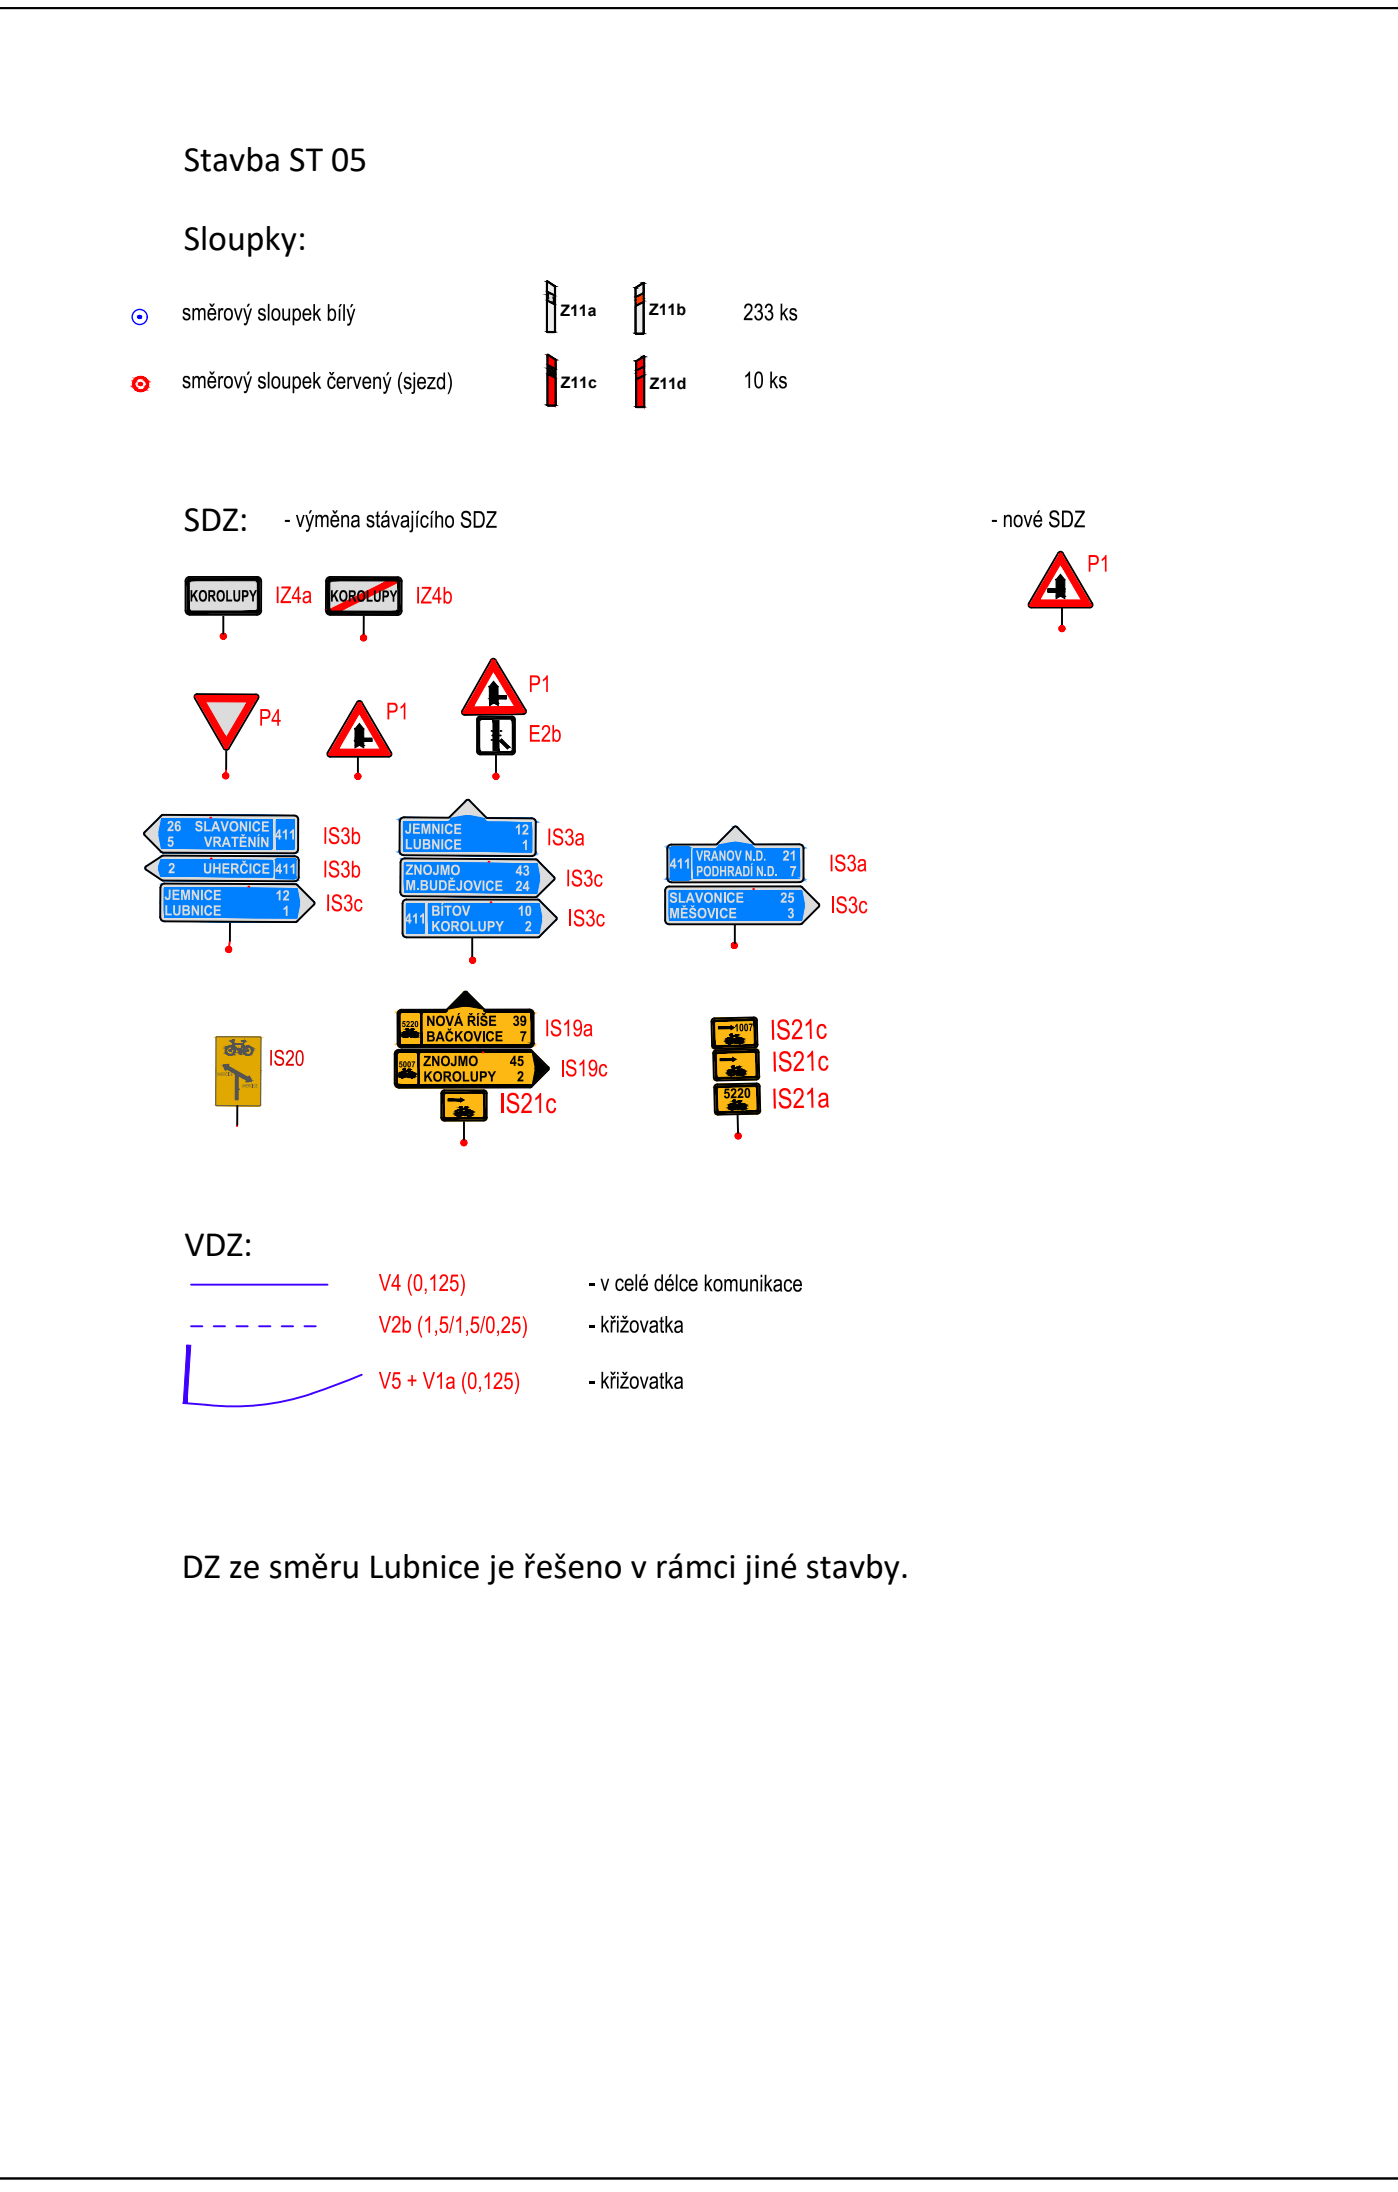 Stavba ST 05
Sloupky:
směrový sloupek bílý Z11a Z11b 233 ks
směrový sloupek červený (sjezd) Z11c Z11d 10 ks
SDZ: - výměna stávajícího SDZ - nové SDZ
P1
KOROLUPY IZ4a KOROLUPY IZ4b
P4 P1 P1
E2b
26 SLAVONICE 411 IS3b
5 VRATĚNÍN
2 UHERČICE 411 IS3b
JEMNICE 12 IS3c
LUBNICE 1
JEMNICE 12 IS3a
LUBNICE 1
ZNOJMO 43 IS3c
M.BUDĚJOVICE 24
411 BÍTOV 10 IS3c
KOROLUPY 2
411 VRANOV N.D. 21 IS3a
PODHRADÍ N.D. 7
SLAVONICE 25 IS3c
MĚŠOVICE 3
IS20
5220 NOVÁ ŘÍŠE 39 IS19a
BAČKOVICE 7
5007 ZNOJMO 45 IS19c
KOROLUPY 2
IS21c
1007 IS21c
IS21c
5220 IS21a
VDZ:
V4 (0,125) - v celé délce komunikace
V2b (1,5/1,5/0,25) - křižovatka
V5 + V1a (0,125) - křižovatka
DZ ze směru Lubnice je řešeno v rámci jiné stavby.